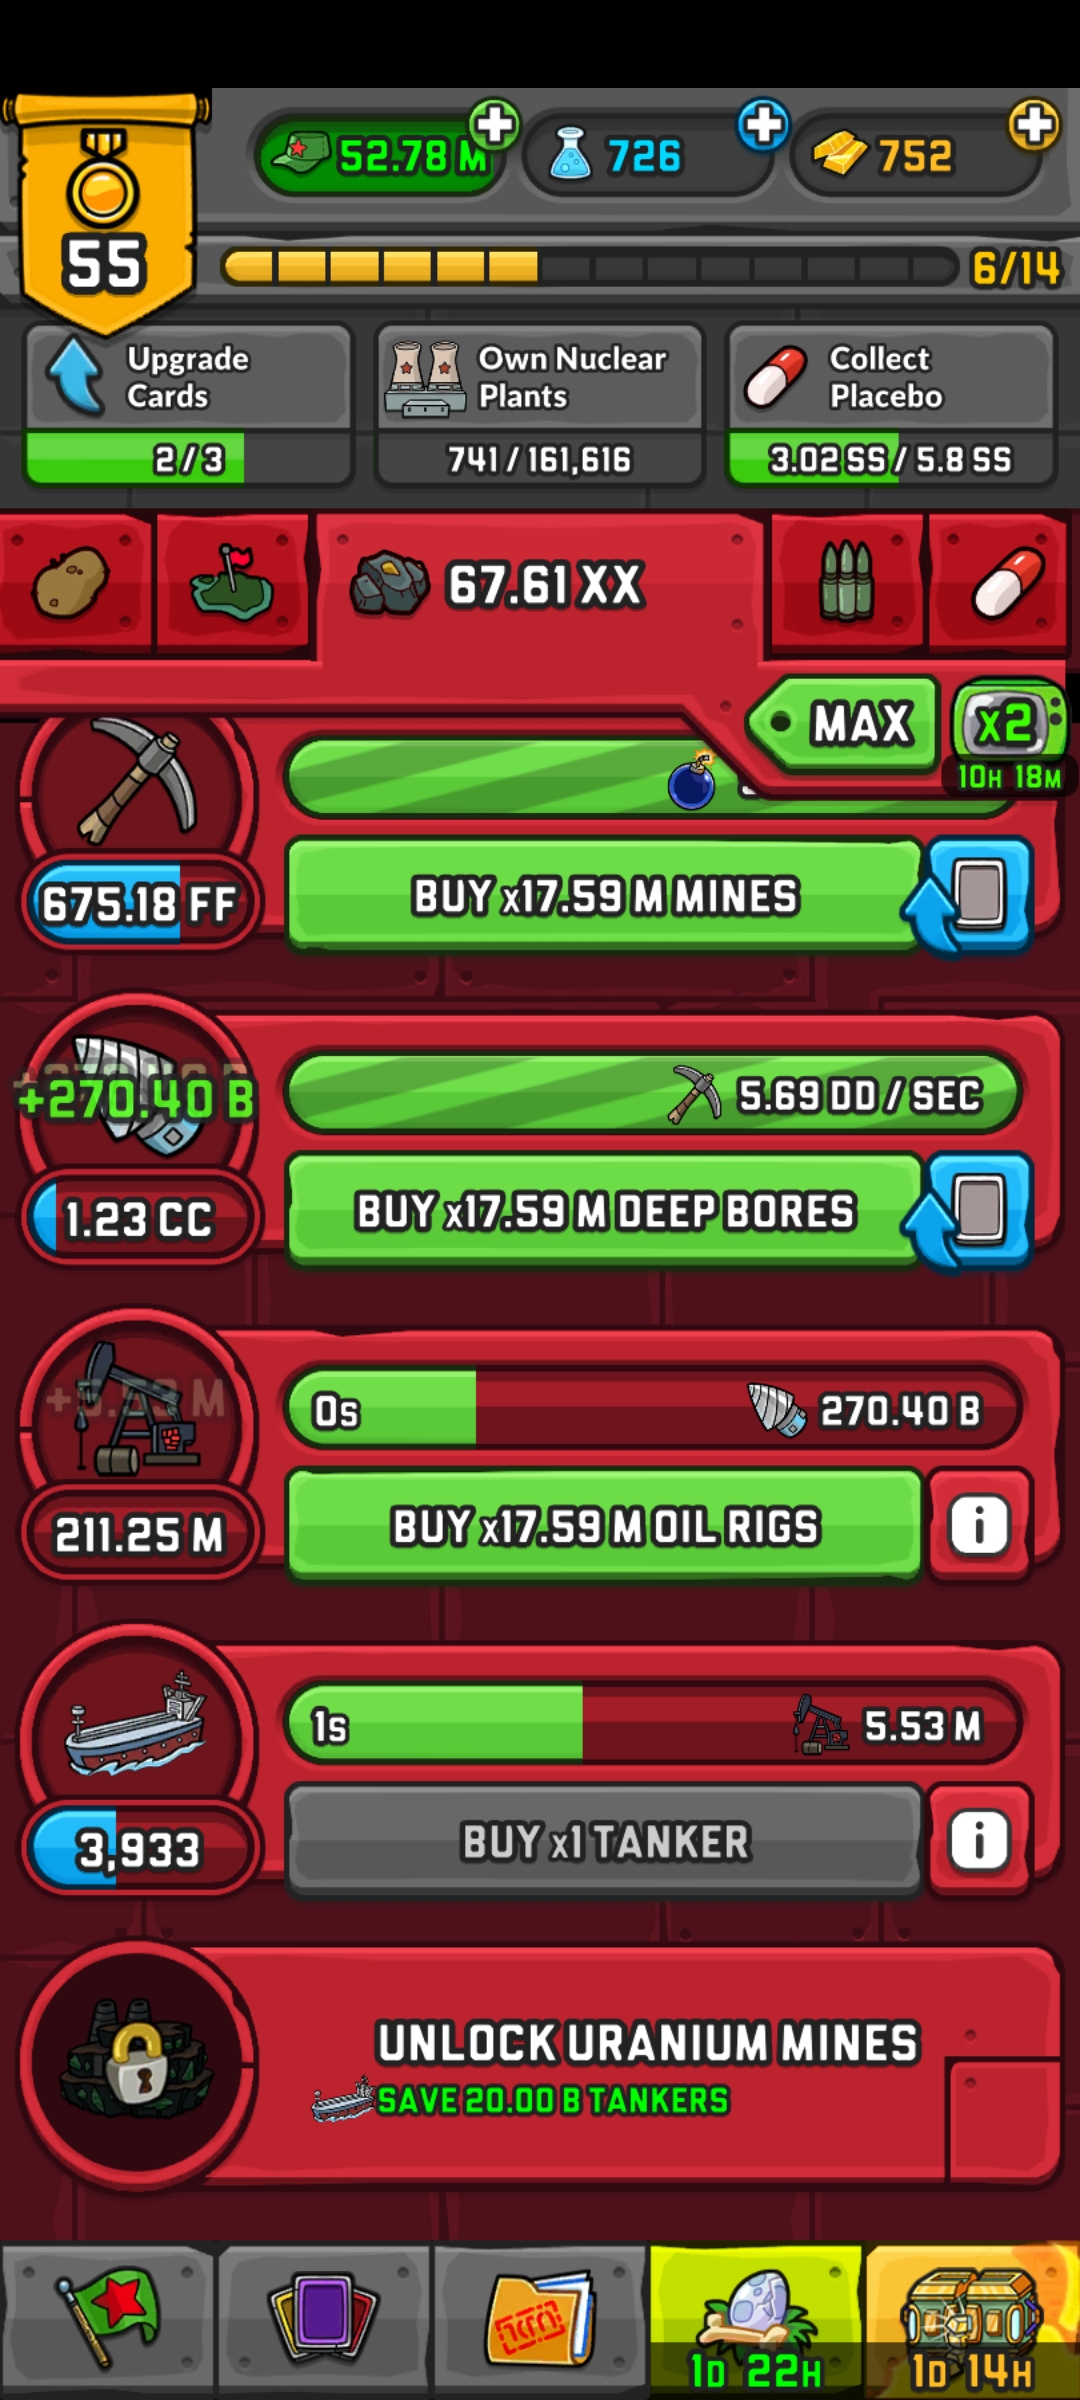 55
52.78 M
726
752
6/14
Upgrade
Cards
2/3
Own Nuclear
Plants
741/161,616
Collect
Placebo
3.02 SS / 5.8 SS
67.61 XX
MAX
x2
10H 18M
675.18 FF
BUY x17.59 M MINES
+270.40 B
5.69 DD / SEC
1.23 CC
BUY x17.59 M DEEP BORES
+5.53 M
0s
270.40 B
211.25 M
BUY x17.59 M OIL RIGS
i
1s
5.53 M
3,933
BUY x1 TANKER
i
UNLOCK URANIUM MINES
SAVE 20.00 B TANKERS
1D 22H
1D 14H